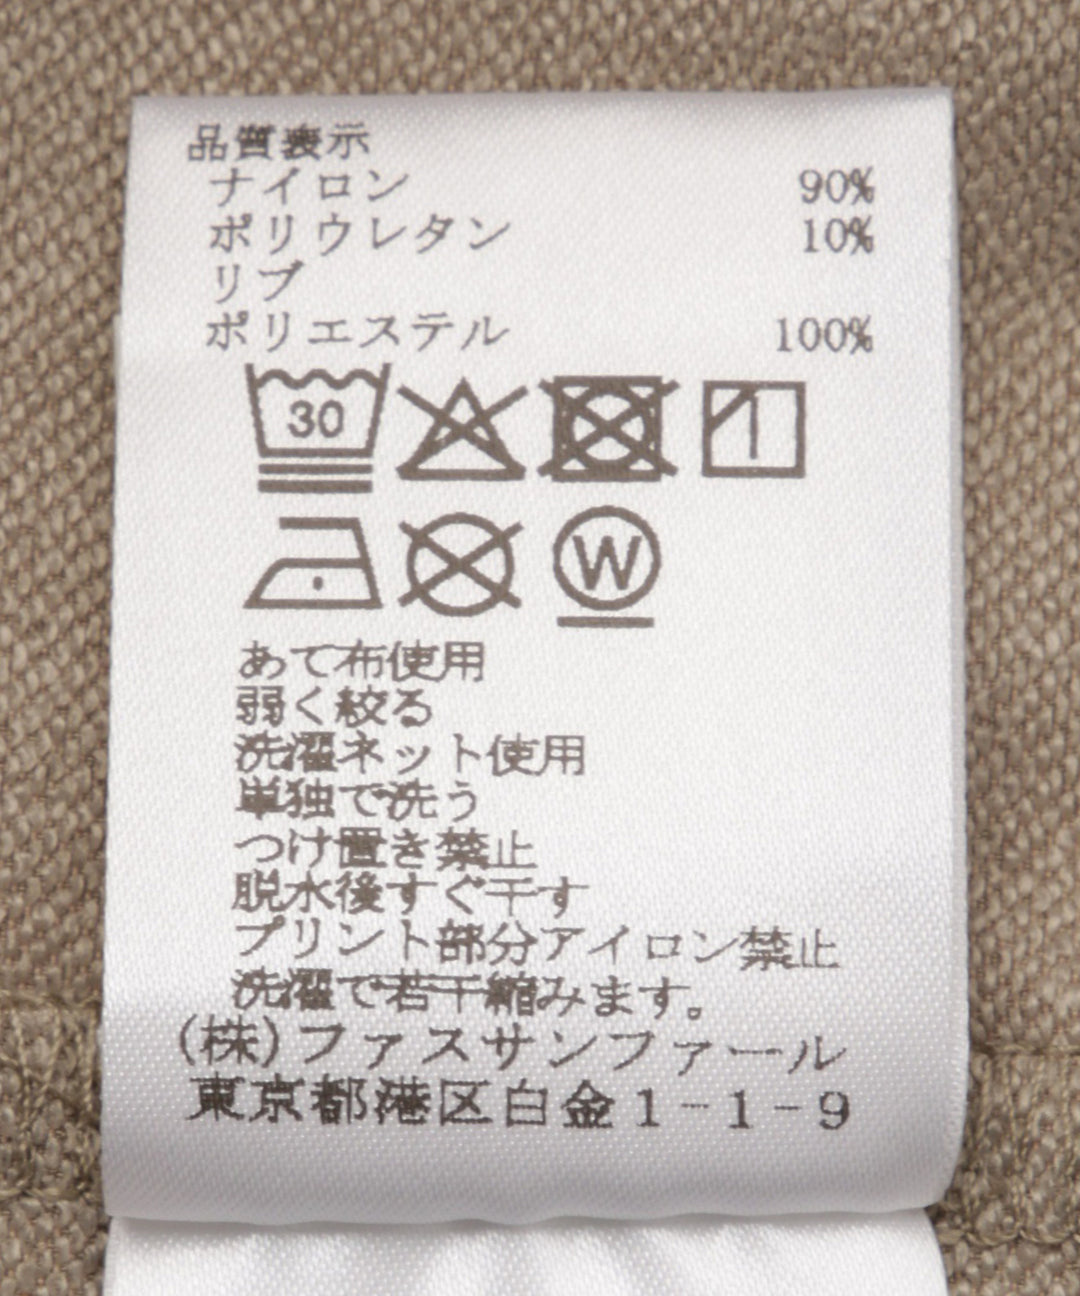 品質表示
ナイロン 90%
ポリウレタン 10%
リブ
ポリエステル 100%
30
W
あて布使用
弱く絞る
洗濯ネット使用
単独で洗う
つけ置き禁止
脱水後すぐ干す
プリント部分アイロン禁止
洗濯で若干縮みます。
(株)ファスサンファール
東京都港区白金1-1-9